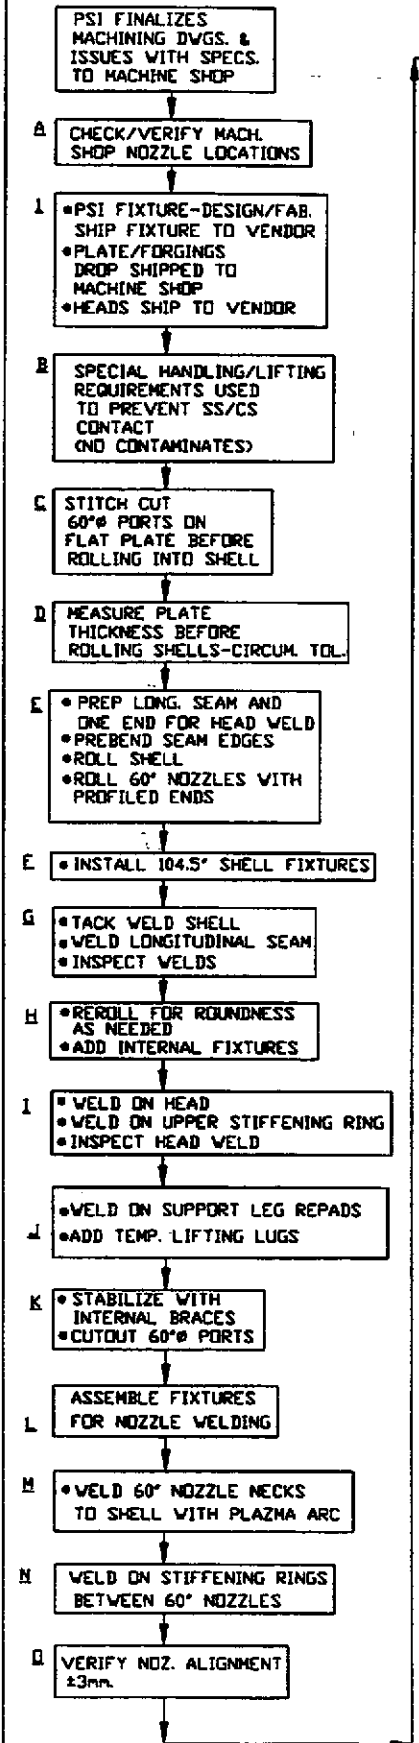 PSI FINALIZES
MACHINING DWGS. &
ISSUES WITH SPECS.
TO MACHINE SHOP
A
CHECK/VERIFY MACH.
SHOP NOZZLE LOCATIONS
1
•PSI FIXTURE-DESIGN/FAB.
SHIP FIXTURE TO VENDOR
•PLATE/FORGINGS
DROP SHIPPED TO
MACHINE SHOP
•HEADS SHIP TO VENDOR
B
SPECIAL HANDLING/LIFTING
REQUIREMENTS USED
TO PREVENT SS/CS
CONTACT
(NO CONTAMINATES)
C
STITCH CUT
60"ø PORTS ON
FLAT PLATE BEFORE
ROLLING INTO SHELL
D
MEASURE PLATE
THICKNESS BEFORE
ROLLING SHELLS-CIRCUM. TOL.
E
• PREP LONG. SEAM AND
ONE END FOR HEAD WELD
•PREBEND SEAM EDGES
•ROLL SHELL
•ROLL 60" NOZZLES WITH
PROFILED ENDS
F
• INSTALL 104.5" SHELL FIXTURES
G
•TACK WELD SHELL
•WELD LONGITUDINAL SEAM
•INSPECT WELDS
H
•REROLL FOR ROUNDNESS
AS NEEDED
•ADD INTERNAL FIXTURES
I
• WELD ON HEAD
•WELD ON UPPER STIFFENING RING
•INSPECT HEAD WELD
J
•WELD ON SUPPORT LEG REPADS
•ADD TEMP. LIFTING LUGS
K
• STABILIZE WITH
INTERNAL BRACES
•CUTOUT 60"ø PORTS
L
ASSEMBLE FIXTURES
FOR NOZZLE WELDING
M
•WELD 60" NOZZLE NECKS
TO SHELL WITH PLAZMA ARC
N
WELD ON STIFFENING RINGS
BETWEEN 60" NOZZLES
O
VERIFY NOZ. ALIGNMENT
±3mm.